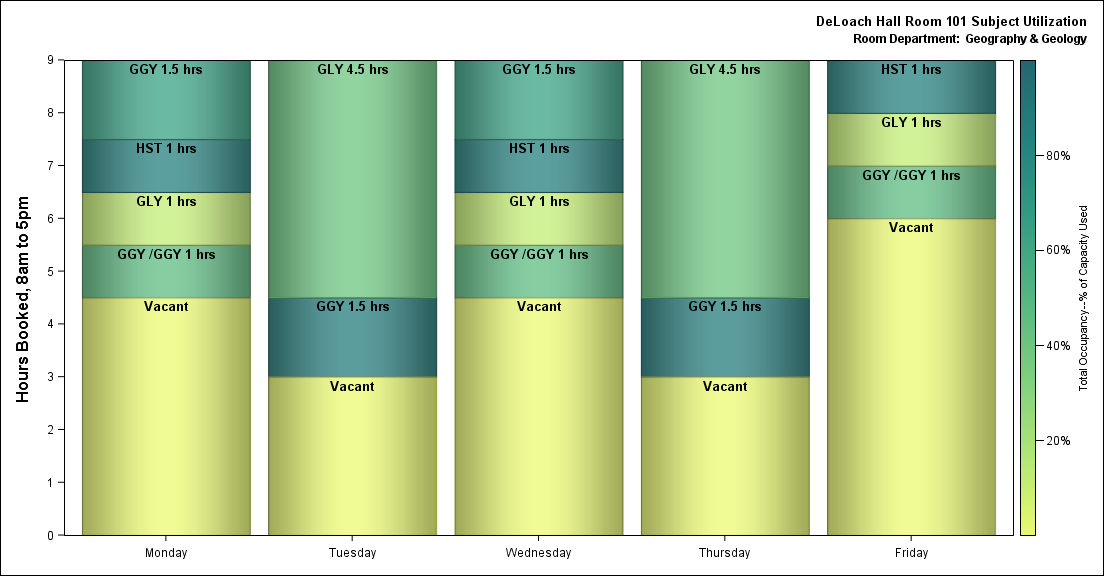 DeLoach Hall Room 101 Subject Utilization
Room Department: Geography & Geology
Hours Booked, 8am to 5pm
9
8
7
6
5
4
3
2
1
0
GGY 1.5 hrs
HST 1 hrs
GLY 1 hrs
GGY /GGY 1 hrs
Vacant
Monday
GLY 4.5 hrs
GGY 1.5 hrs
Vacant
Tuesday
GGY 1.5 hrs
HST 1 hrs
GLY 1 hrs
GGY /GGY 1 hrs
Vacant
Wednesday
GLY 4.5 hrs
GGY 1.5 hrs
Vacant
Thursday
HST 1 hrs
GLY 1 hrs
GGY /GGY 1 hrs
Vacant
Friday
80%
60%
40%
20%
Total Occupancy--% of Capacity Used